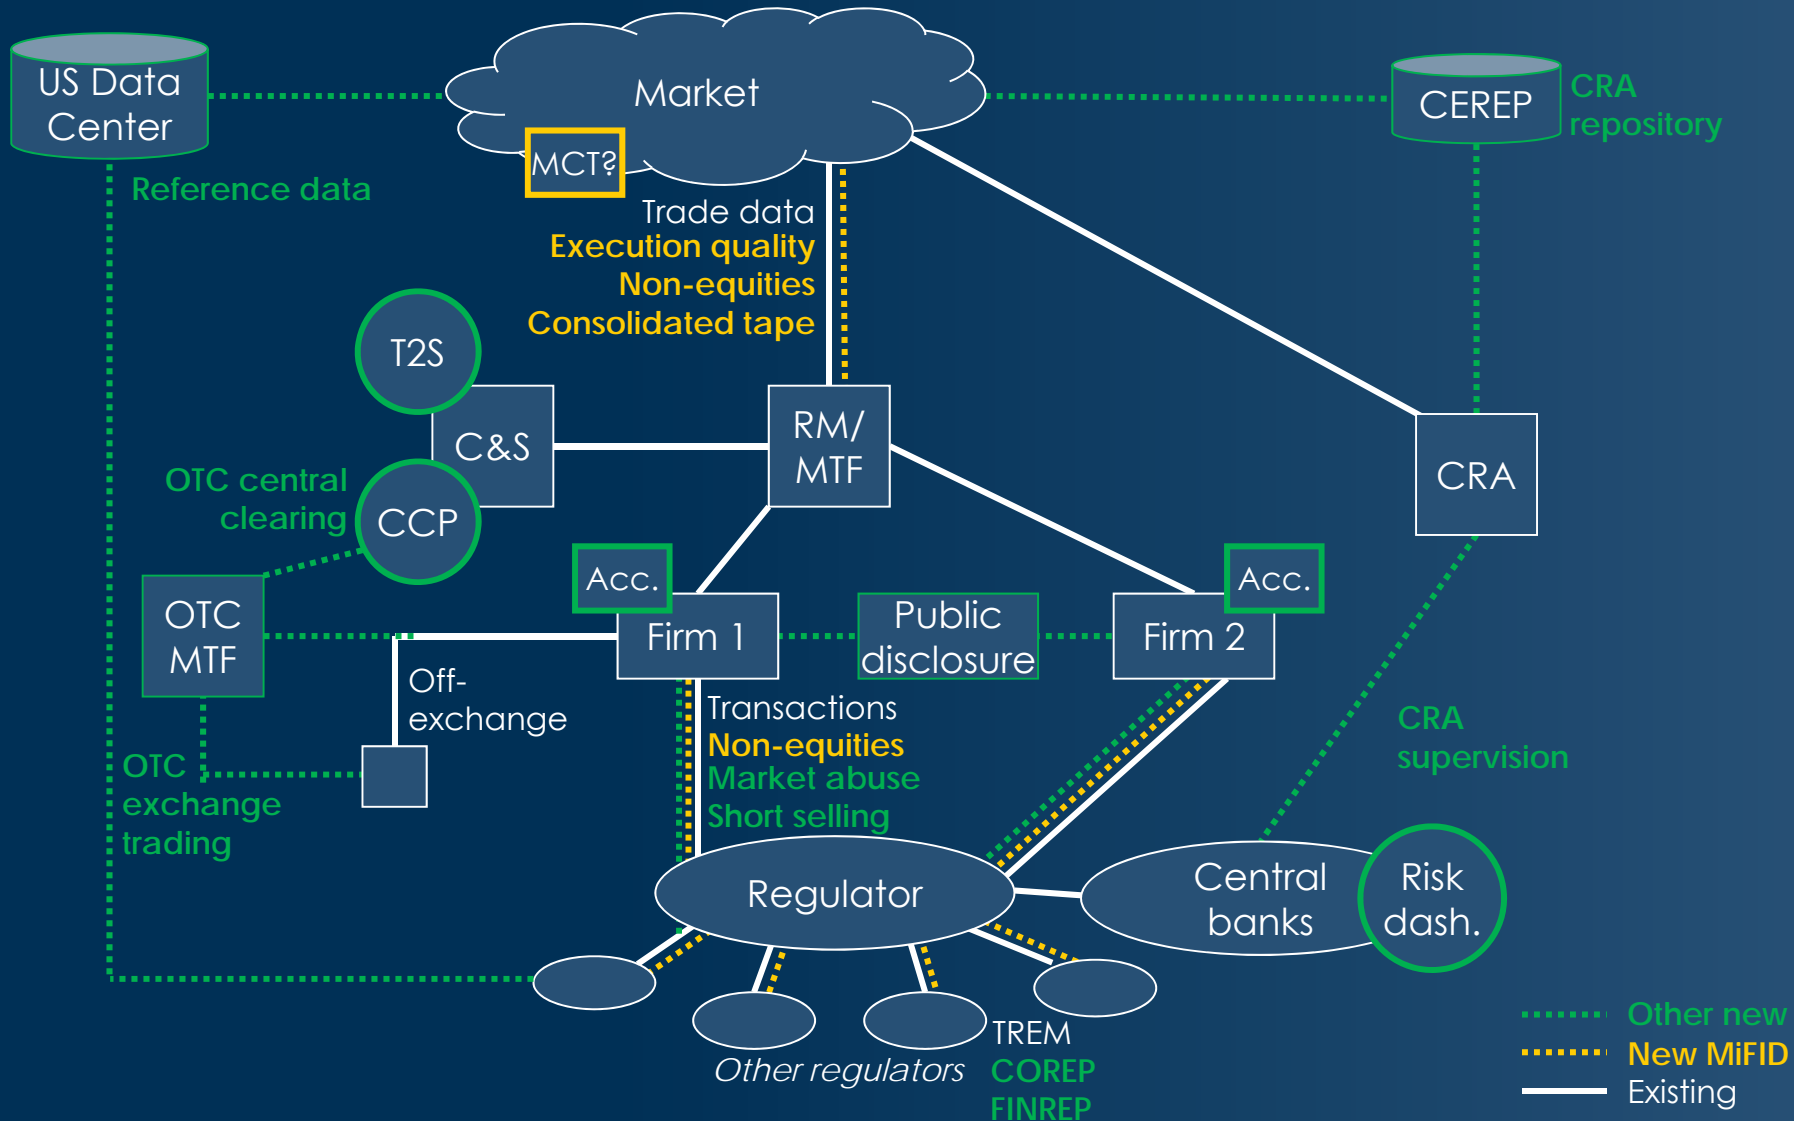 US Data
Center
Market
CEREP
CRA
repository
MCT?
Reference data
Trade data
Execution quality
Non-equities
Consolidated tape
T2S
C&S
RM/
MTF
CRA
OTC central
clearing
CCP
Acc.
Acc.
OTC
MTF
Firm 1
Public
disclosure
Firm 2
Off-
exchange
Transactions
Non-equities
Market abuse
Short selling
CRA
supervision
OTC
exchange
trading
Regulator
Central
banks
Risk
dash.
Other regulators
TREM
COREP
FINREP
Other new
New MiFID
Existing